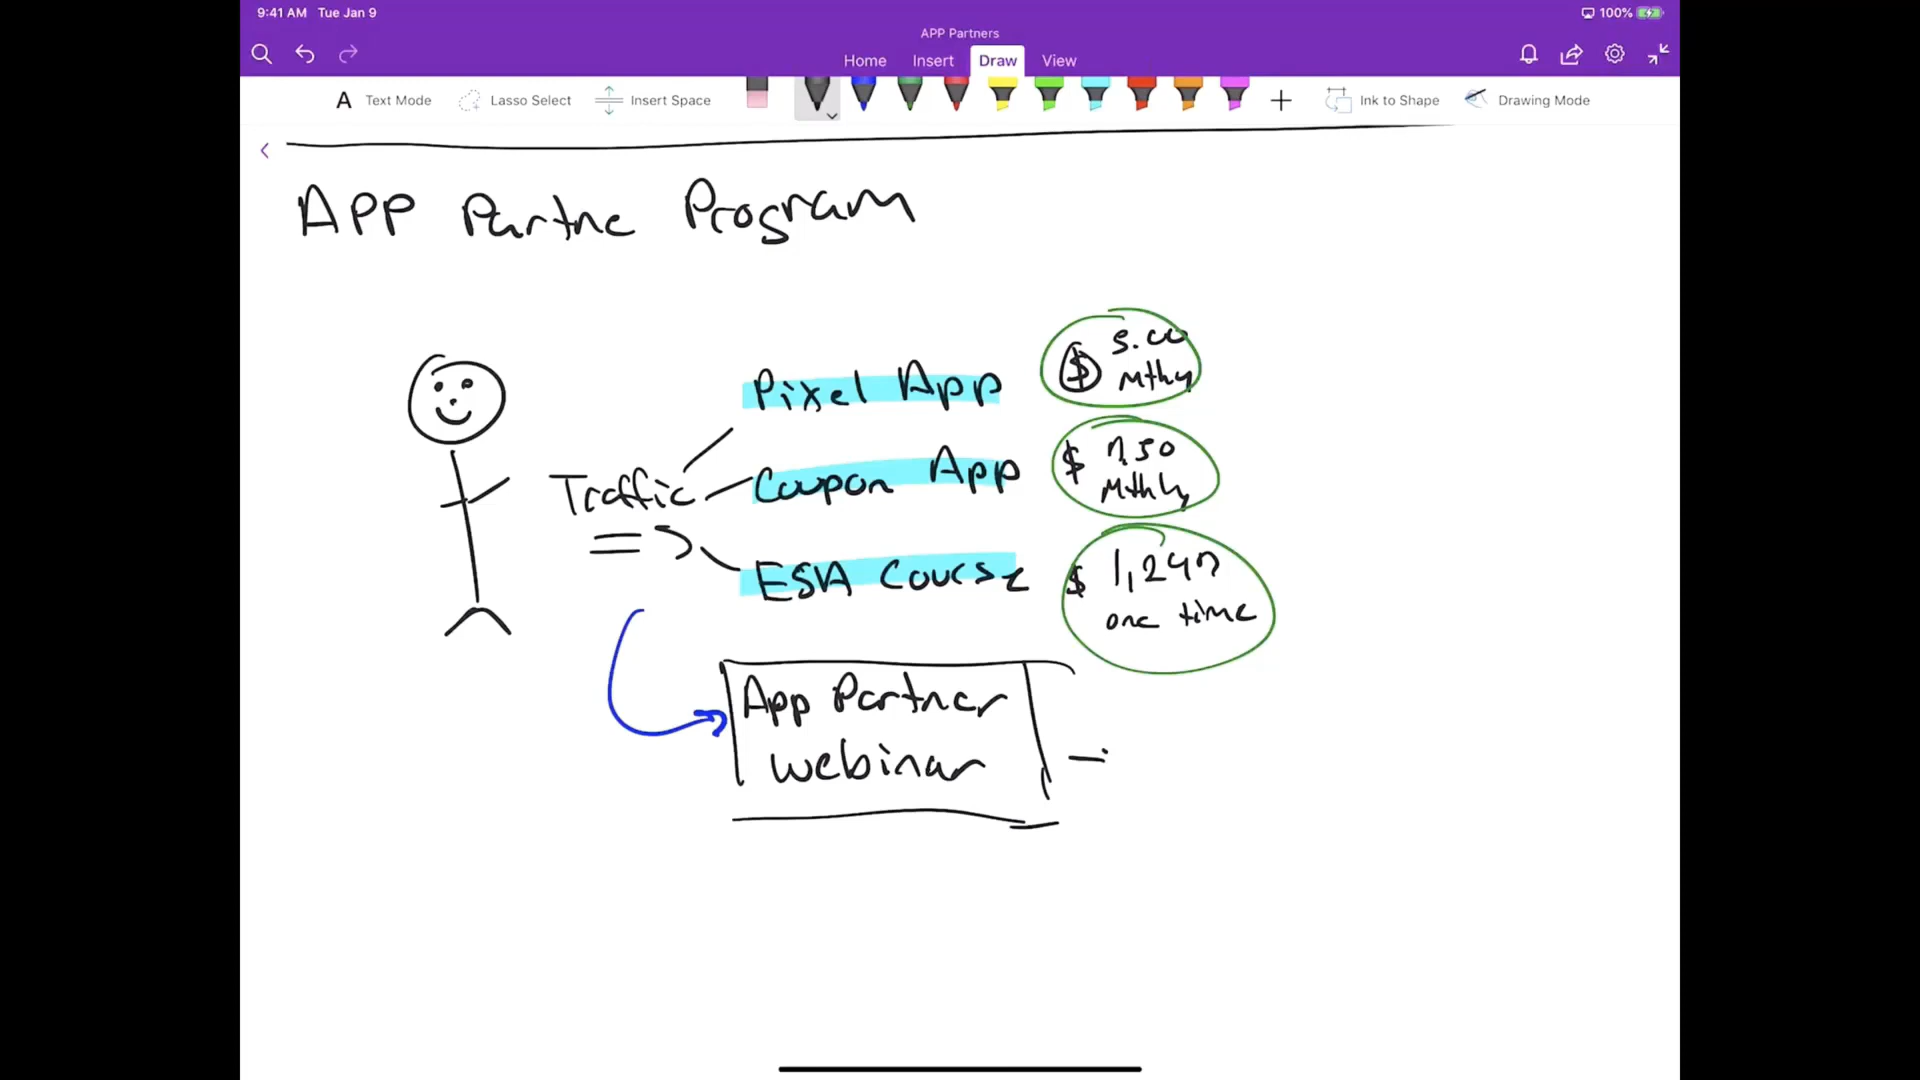 9:41 AM Tue Jan 9
100%
APP Partners
Home Insert Draw View
A Text Mode Lasso Select Insert Space Ink to Shape Drawing Mode
APP Partne Program
$ 5.00
Mthly
Pixel App
$ 7.50
Mthly
Coupon App
Traffic
ESA Course
$ 1,247
one time
App Partner
webinar